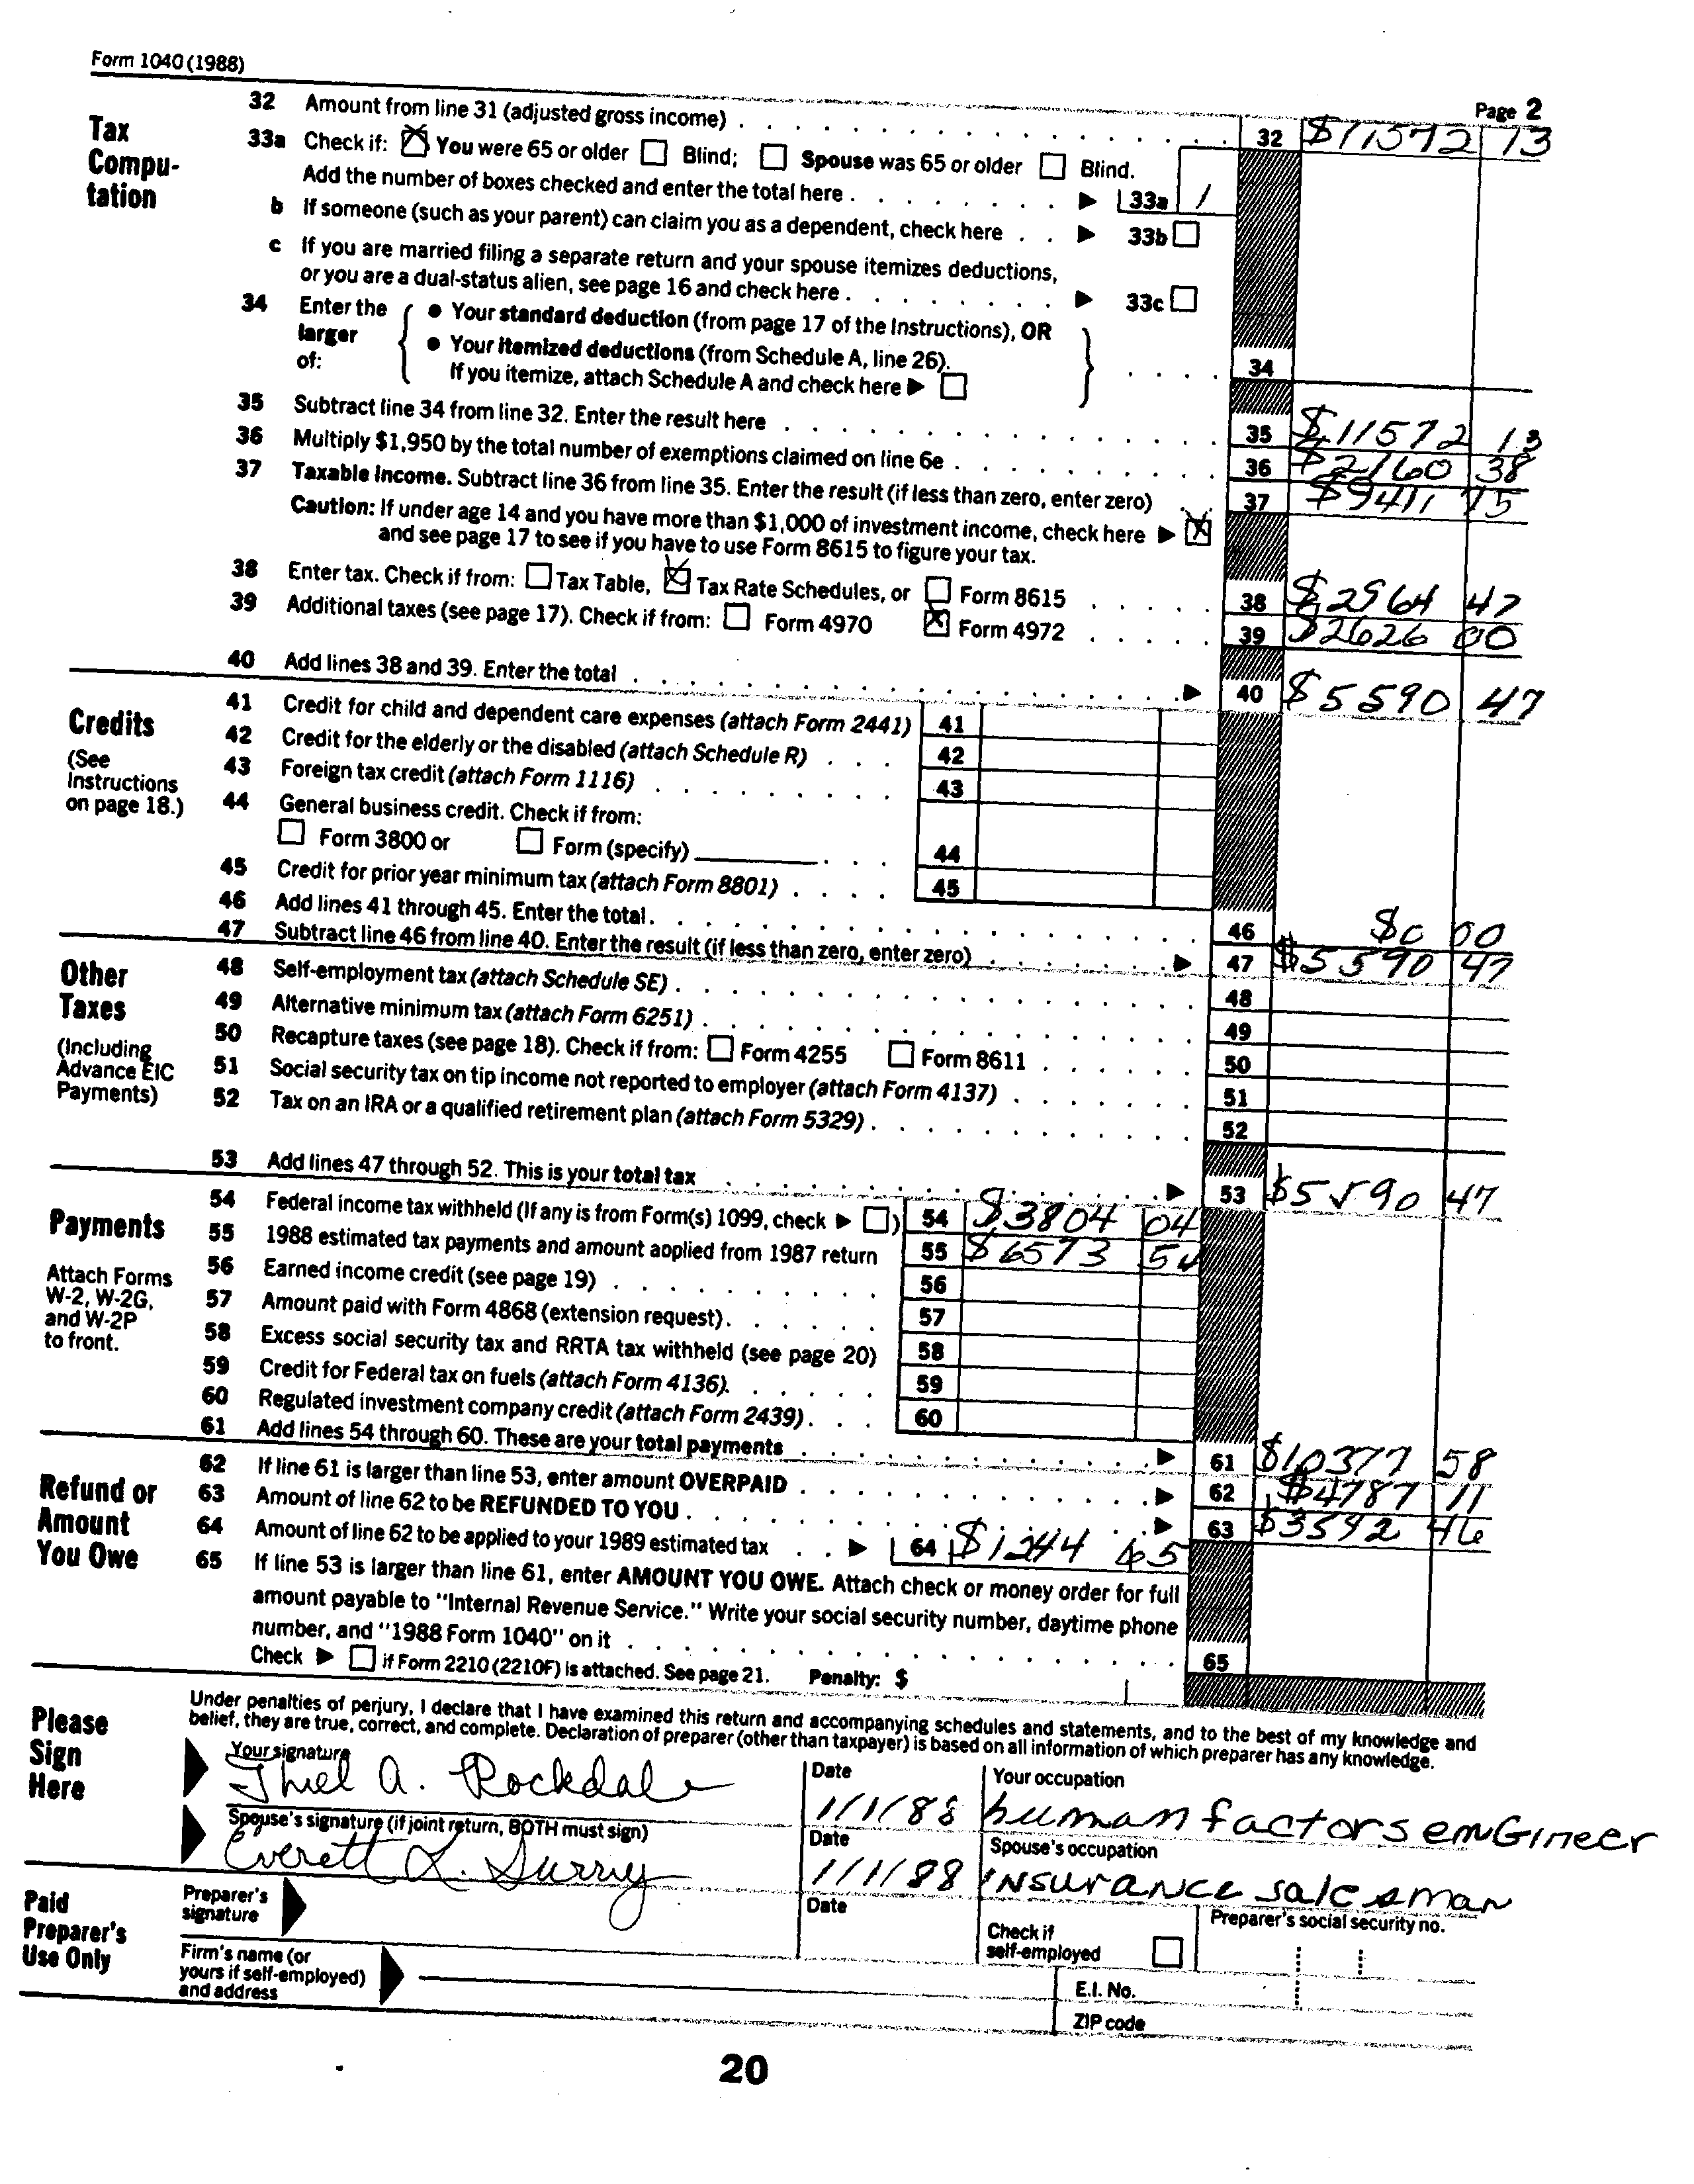 Form 1040 (1988)
Page 2
Tax Compu-tation
32 Amount from line 31 (adjusted gross income) . . . . 32 $11572 13
33a Check if: ☒ You were 65 or older ☐ Blind; ☐ Spouse was 65 or older ☐ Blind.
Add the number of boxes checked and enter the total here . . . . ▶ 33a 1
b If someone (such as your parent) can claim you as a dependent, check here . . ▶ 33b ☐
c If you are married filing a separate return and your spouse itemizes deductions,
or you are a dual-status alien, see page 16 and check here . . . . ▶ 33c ☐
34 Enter the larger of: { ● Your standard deduction (from page 17 of the Instructions), OR
● Your itemized deductions (from Schedule A, line 26).
If you itemize, attach Schedule A and check here ▶ ☐ } . . . . 34
35 Subtract line 34 from line 32. Enter the result here . . . . 35 $11572 13
36 Multiply $1,950 by the total number of exemptions claimed on line 6e . . . . 36 $2160 38
37 Taxable income. Subtract line 36 from line 35. Enter the result (if less than zero, enter zero) 37 $9411 75
Caution: If under age 14 and you have more than $1,000 of investment income, check here ▶ ☒
and see page 17 to see if you have to use Form 8615 to figure your tax.
38 Enter tax. Check if from: ☐ Tax Table, ☒ Tax Rate Schedules, or ☐ Form 8615 . . . . 38 $2964 47
39 Additional taxes (see page 17). Check if from: ☐ Form 4970 ☒ Form 4972 . . . . 39 $2626 00
40 Add lines 38 and 39. Enter the total . . . . ▶ 40 $5590 47
Credits
(See Instructions on page 18.)
41 Credit for child and dependent care expenses (attach Form 2441) 41
42 Credit for the elderly or the disabled (attach Schedule R) . . . 42
43 Foreign tax credit (attach Form 1116) . . . . 43
44 General business credit. Check if from:
☐ Form 3800 or ☐ Form (specify) . . . 44
45 Credit for prior year minimum tax (attach Form 8801) . . . . 45
46 Add lines 41 through 45. Enter the total . . . . 46 $0 00
47 Subtract line 46 from line 40. Enter the result (if less than zero, enter zero) . . . . ▶ 47 $5590 47
Other Taxes
(Including Advance EIC Payments)
48 Self-employment tax (attach Schedule SE) . . . . 48
49 Alternative minimum tax (attach Form 6251) . . . . 49
50 Recapture taxes (see page 18). Check if from: ☐ Form 4255 ☐ Form 8611 . . . . 50
51 Social security tax on tip income not reported to employer (attach Form 4137) . . . . 51
52 Tax on an IRA or a qualified retirement plan (attach Form 5329) . . . . 52
53 Add lines 47 through 52. This is your total tax . . . . ▶ 53 $5590 47
Payments
Attach Forms W-2, W-2G, and W-2P to front.
54 Federal income tax withheld (If any is from Form(s) 1099, check ▶ ☐) 54 $3804 04
55 1988 estimated tax payments and amount applied from 1987 return 55 $6573 54
56 Earned income credit (see page 19) . . . . 56
57 Amount paid with Form 4868 (extension request) . . . . 57
58 Excess social security tax and RRTA tax withheld (see page 20) 58
59 Credit for Federal tax on fuels (attach Form 4136). . . . . 59
60 Regulated investment company credit (attach Form 2439) . . . 60
61 Add lines 54 through 60. These are your total payments . . . . ▶ 61 $10377 58
Refund or Amount You Owe
62 If line 61 is larger than line 53, enter amount OVERPAID . . . . ▶ 62 $4787 11
63 Amount of line 62 to be REFUNDED TO YOU . . . . ▶ 63 $3542 46
64 Amount of line 62 to be applied to your 1989 estimated tax . . ▶ 64 $1244 65
65 If line 53 is larger than line 61, enter AMOUNT YOU OWE. Attach check or money order for full
amount payable to "Internal Revenue Service." Write your social security number, daytime phone
number, and "1988 Form 1040" on it . . . . 65
Check ▶ ☐ if Form 2210 (2210F) is attached. See page 21. Penalty: $
Please Sign Here
Under penalties of perjury, I declare that I have examined this return and accompanying schedules and statements, and to the best of my knowledge and
belief, they are true, correct, and complete. Declaration of preparer (other than taxpayer) is based on all information of which preparer has any knowledge.
Your signature Date Your occupation
Thiel A. Rockdale 1/1/88 human factors emGineer
Spouse's signature (if joint return, BOTH must sign) Date Spouse's occupation
Everett L. Surry 1/1/88 insurance salesman
Paid Preparer's Use Only
Preparer's signature Date Check if self-employed ☐ Preparer's social security no.
Firm's name (or yours if self-employed) and address
E.I. No.
ZIP code
20